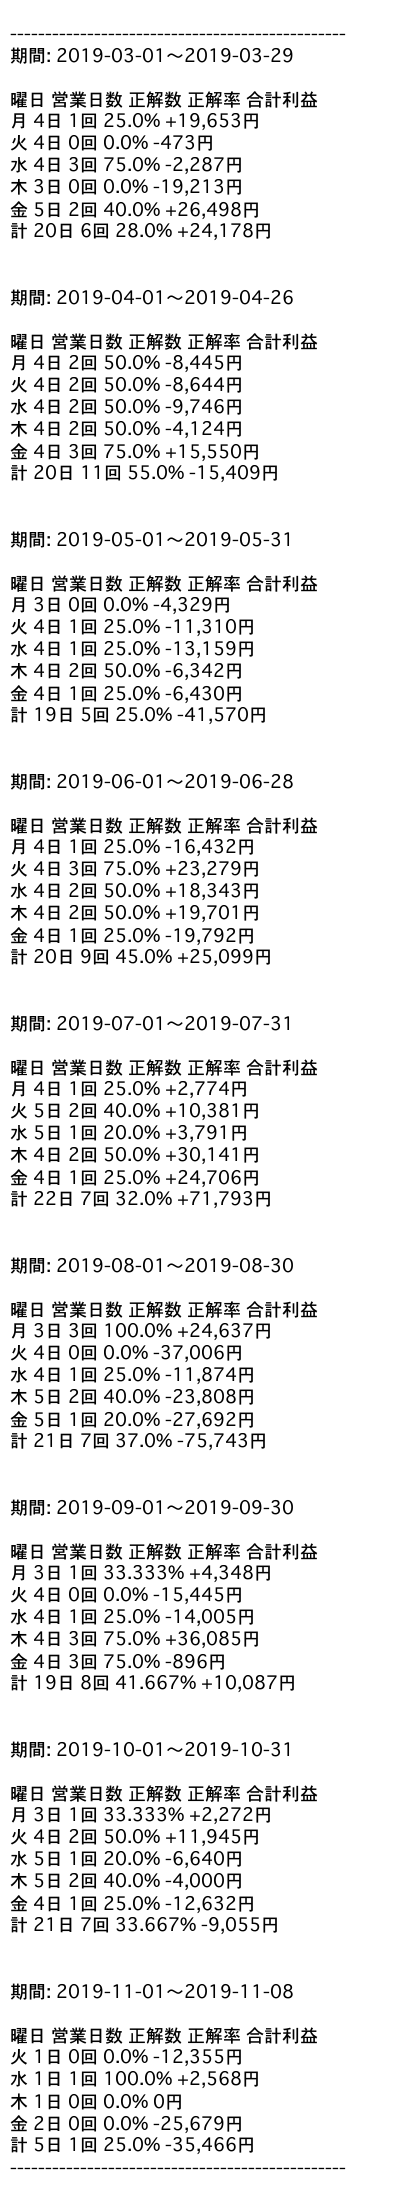 ------------------------------------------------
期間: 2019-03-01〜2019-03-29
曜日 営業日数 正解数 正解率 合計利益
月 4日 1回 25.0% +19,653円
火 4日 0回 0.0% -473円
水 4日 3回 75.0% -2,287円
木 3日 0回 0.0% -19,213円
金 5日 2回 40.0% +26,498円
計 20日 6回 28.0% +24,178円
期間: 2019-04-01〜2019-04-26
曜日 営業日数 正解数 正解率 合計利益
月 4日 2回 50.0% -8,445円
火 4日 2回 50.0% -8,644円
水 4日 2回 50.0% -9,746円
木 4日 2回 50.0% -4,124円
金 4日 3回 75.0% +15,550円
計 20日 11回 55.0% -15,409円
期間: 2019-05-01〜2019-05-31
曜日 営業日数 正解数 正解率 合計利益
月 3日 0回 0.0% -4,329円
火 4日 1回 25.0% -11,310円
水 4日 1回 25.0% -13,159円
木 4日 2回 50.0% -6,342円
金 4日 1回 25.0% -6,430円
計 19日 5回 25.0% -41,570円
期間: 2019-06-01〜2019-06-28
曜日 営業日数 正解数 正解率 合計利益
月 4日 1回 25.0% -16,432円
火 4日 3回 75.0% +23,279円
水 4日 2回 50.0% +18,343円
木 4日 2回 50.0% +19,701円
金 4日 1回 25.0% -19,792円
計 20日 9回 45.0% +25,099円
期間: 2019-07-01〜2019-07-31
曜日 営業日数 正解数 正解率 合計利益
月 4日 1回 25.0% +2,774円
火 5日 2回 40.0% +10,381円
水 5日 1回 20.0% +3,791円
木 4日 2回 50.0% +30,141円
金 4日 1回 25.0% +24,706円
計 22日 7回 32.0% +71,793円
期間: 2019-08-01〜2019-08-30
曜日 営業日数 正解数 正解率 合計利益
月 3日 3回 100.0% +24,637円
火 4日 0回 0.0% -37,006円
水 4日 1回 25.0% -11,874円
木 5日 2回 40.0% -23,808円
金 5日 1回 20.0% -27,692円
計 21日 7回 37.0% -75,743円
期間: 2019-09-01〜2019-09-30
曜日 営業日数 正解数 正解率 合計利益
月 3日 1回 33.333% +4,348円
火 4日 0回 0.0% -15,445円
水 4日 1回 25.0% -14,005円
木 4日 3回 75.0% +36,085円
金 4日 3回 75.0% -896円
計 19日 8回 41.667% +10,087円
期間: 2019-10-01〜2019-10-31
曜日 営業日数 正解数 正解率 合計利益
月 3日 1回 33.333% +2,272円
火 4日 2回 50.0% +11,945円
水 5日 1回 20.0% -6,640円
木 5日 2回 40.0% -4,000円
金 4日 1回 25.0% -12,632円
計 21日 7回 33.667% -9,055円
期間: 2019-11-01〜2019-11-08
曜日 営業日数 正解数 正解率 合計利益
火 1日 0回 0.0% -12,355円
水 1日 1回 100.0% +2,568円
木 1日 0回 0.0% 0円
金 2日 0回 0.0% -25,679円
計 5日 1回 25.0% -35,466円
------------------------------------------------